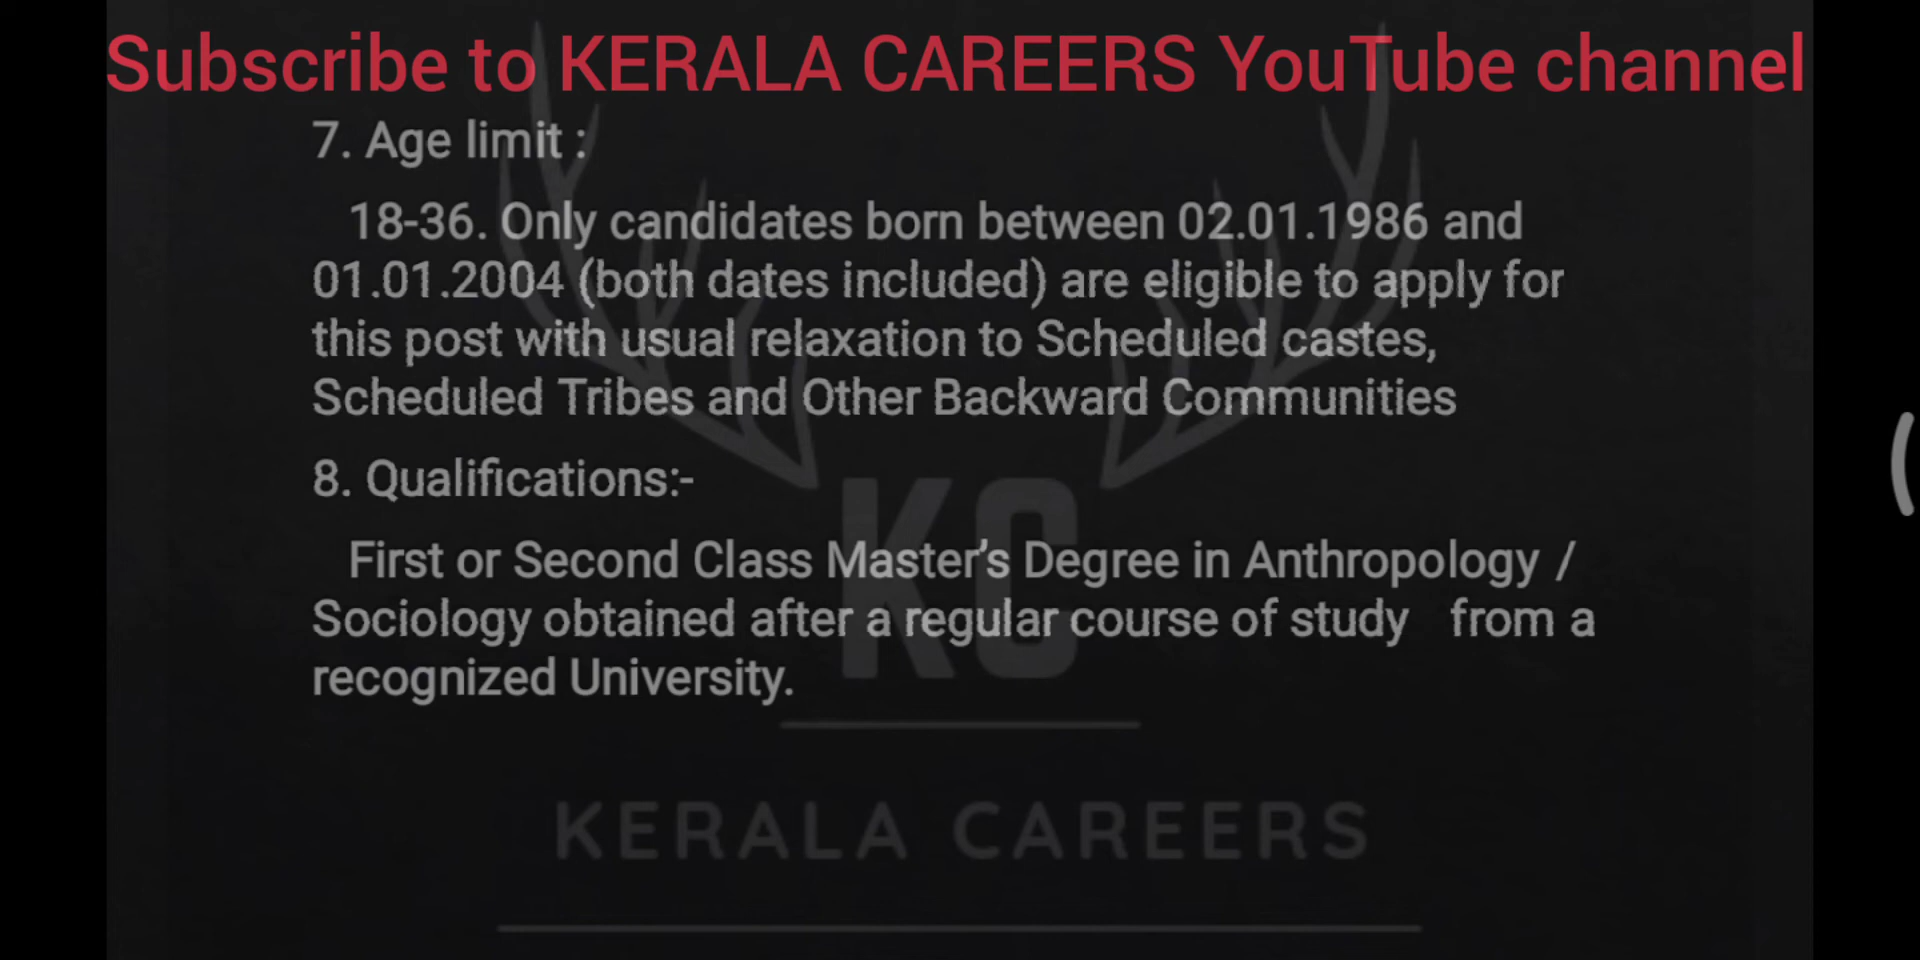 Subscribe to KERALA CAREERS YouTube channel
7. Age limit :
18-36. Only candidates born between 02.01.1986 and
01.01.2004 (both dates included) are eligible to apply for
this post with usual relaxation to Scheduled castes,
Scheduled Tribes and Other Backward Communities
8. Qualifications:-
First or Second Class Master's Degree in Anthropology /
Sociology obtained after a regular course of study from a
recognized University.
KC
KERALA CAREERS